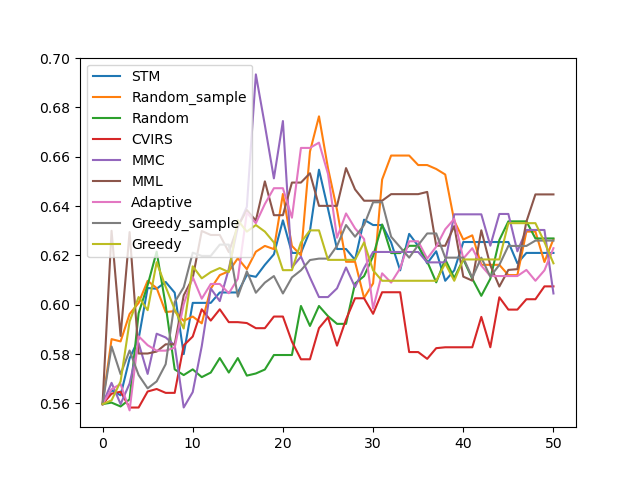 0.70
0.68
0.66
0.64
0.62
0.60
0.58
0.56
STM
Random_sample
Random
CVIRS
MMC
MML
Adaptive
Greedy_sample
Greedy
0 10 20 30 40 50